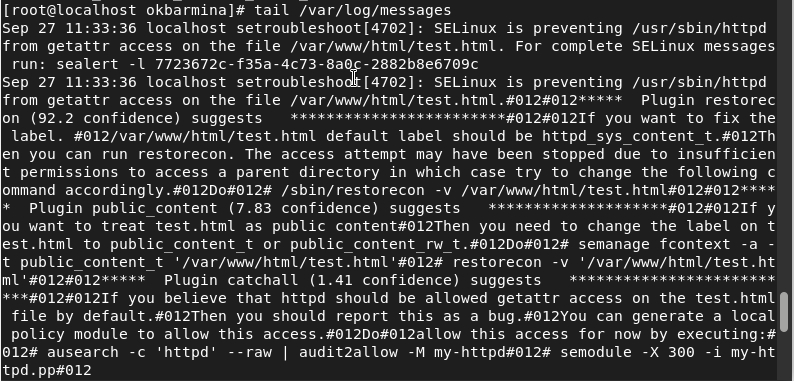 [root@localhost okbarmina]# tail /var/log/messages
Sep 27 11:33:36 localhost setroubleshoot[4702]: SELinux is preventing /usr/sbin/httpd
from getattr access on the file /var/www/html/test.html. For complete SELinux messages
 run: sealert -l 7723672c-f35a-4c73-8a0c-2882b8e6709c
Sep 27 11:33:36 localhost setroubleshoot[4702]: SELinux is preventing /usr/sbin/httpd
from getattr access on the file /var/www/html/test.html.#012#012*****  Plugin restorec
on (92.2 confidence) suggests   ************************#012#012If you want to fix the
 label. #012/var/www/html/test.html default label should be httpd_sys_content_t.#012Th
en you can run restorecon. The access attempt may have been stopped due to insufficien
t permissions to access a parent directory in which case try to change the following c
ommand accordingly.#012Do#012# /sbin/restorecon -v /var/www/html/test.html#012#012****
*  Plugin public_content (7.83 confidence) suggests   ********************#012#012If y
ou want to treat test.html as public content#012Then you need to change the label on t
est.html to public_content_t or public_content_rw_t.#012Do#012# semanage fcontext -a -
t public_content_t '/var/www/html/test.html'#012# restorecon -v '/var/www/html/test.ht
ml'#012#012*****  Plugin catchall (1.41 confidence) suggests   ***********************
***#012#012If you believe that httpd should be allowed getattr access on the test.html
 file by default.#012Then you should report this as a bug.#012You can generate a local
 policy module to allow this access.#012Do#012allow this access for now by executing:#
012# ausearch -c 'httpd' --raw | audit2allow -M my-httpd#012# semodule -X 300 -i my-ht
tpd.pp#012